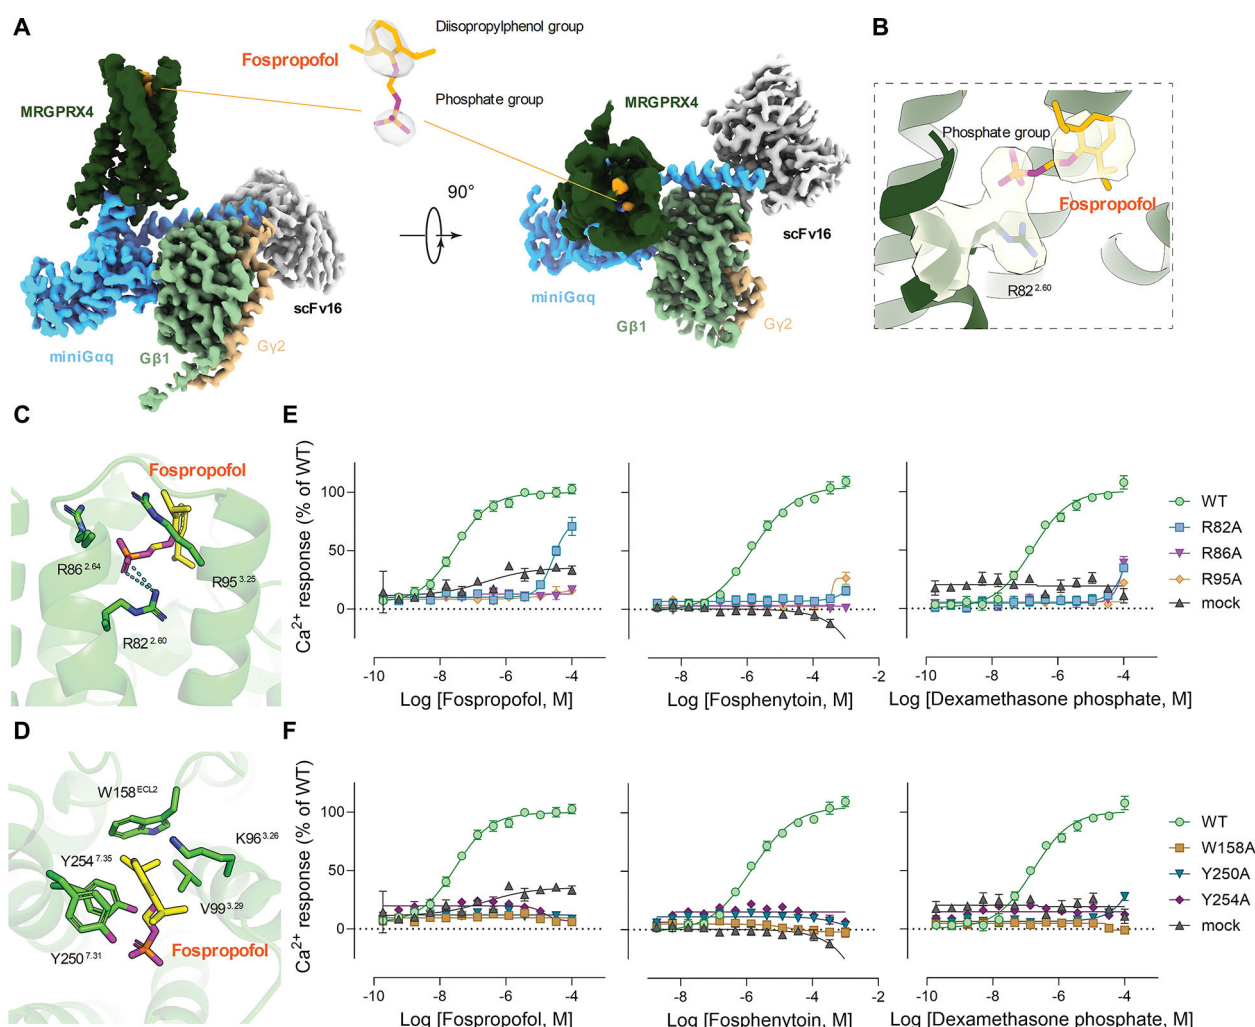 A
Diisopropylphenol group
Fospropofol
Phosphate group
MRGPRX4
miniGαq
Gβ1
Gγ2
scFv16
90°
MRGPRX4
miniGαq
Gβ1
Gγ2
scFv16
B
Phosphate group
Fospropofol
R82^2.60
C
Fospropofol
R86^2.64
R95^3.25
R82^2.60
D
W158^ECL2
K96^3.26
Y254^7.35
V99^3.29
Fospropofol
Y250^7.31
E
Ca²⁺ response (% of WT)
100
50
0
-10
-8
-6
-4
Log [Fospropofol, M]
-8
-6
-4
-2
Log [Fosphenytoin, M]
-10
-8
-6
-4
Log [Dexamethasone phosphate, M]
WT
R82A
R86A
R95A
mock
F
Ca²⁺ response (% of WT)
100
50
0
-10
-8
-6
-4
Log [Fospropofol, M]
-8
-6
-4
-2
Log [Fosphenytoin, M]
-10
-8
-6
-4
Log [Dexamethasone phosphate, M]
WT
W158A
Y250A
Y254A
mock